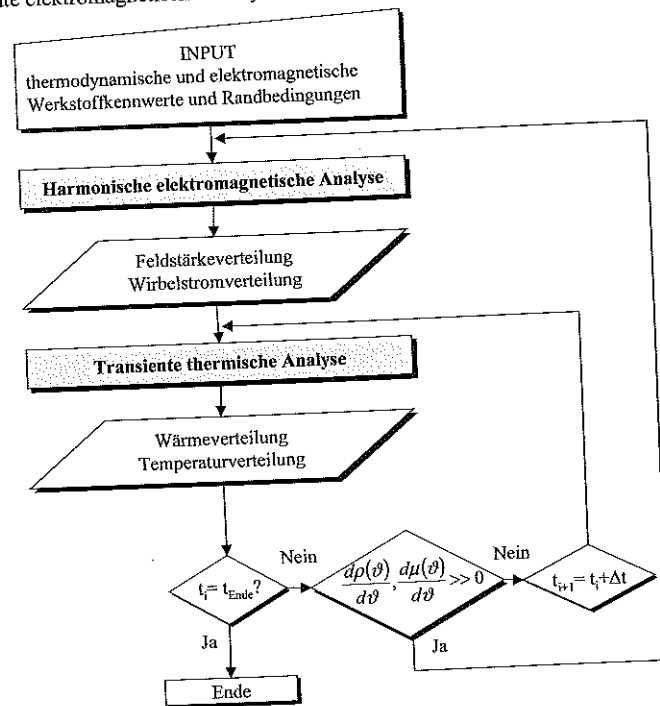 INPUT
thermodynamische und elektromagnetische
Werkstoffkennwerte und Randbedingungen
Harmonische elektromagnetische Analyse
Feldstärkeverteilung
Wirbelstromverteilung
Transiente thermische Analyse
Wärmeverteilung
Temperaturverteilung
t_i = t_Ende?
Nein
dρ(ϑ)/dϑ, dμ(ϑ)/dϑ >> 0
Nein
t_{i+1} = t_i + Δt
Ja
Ja
Ende